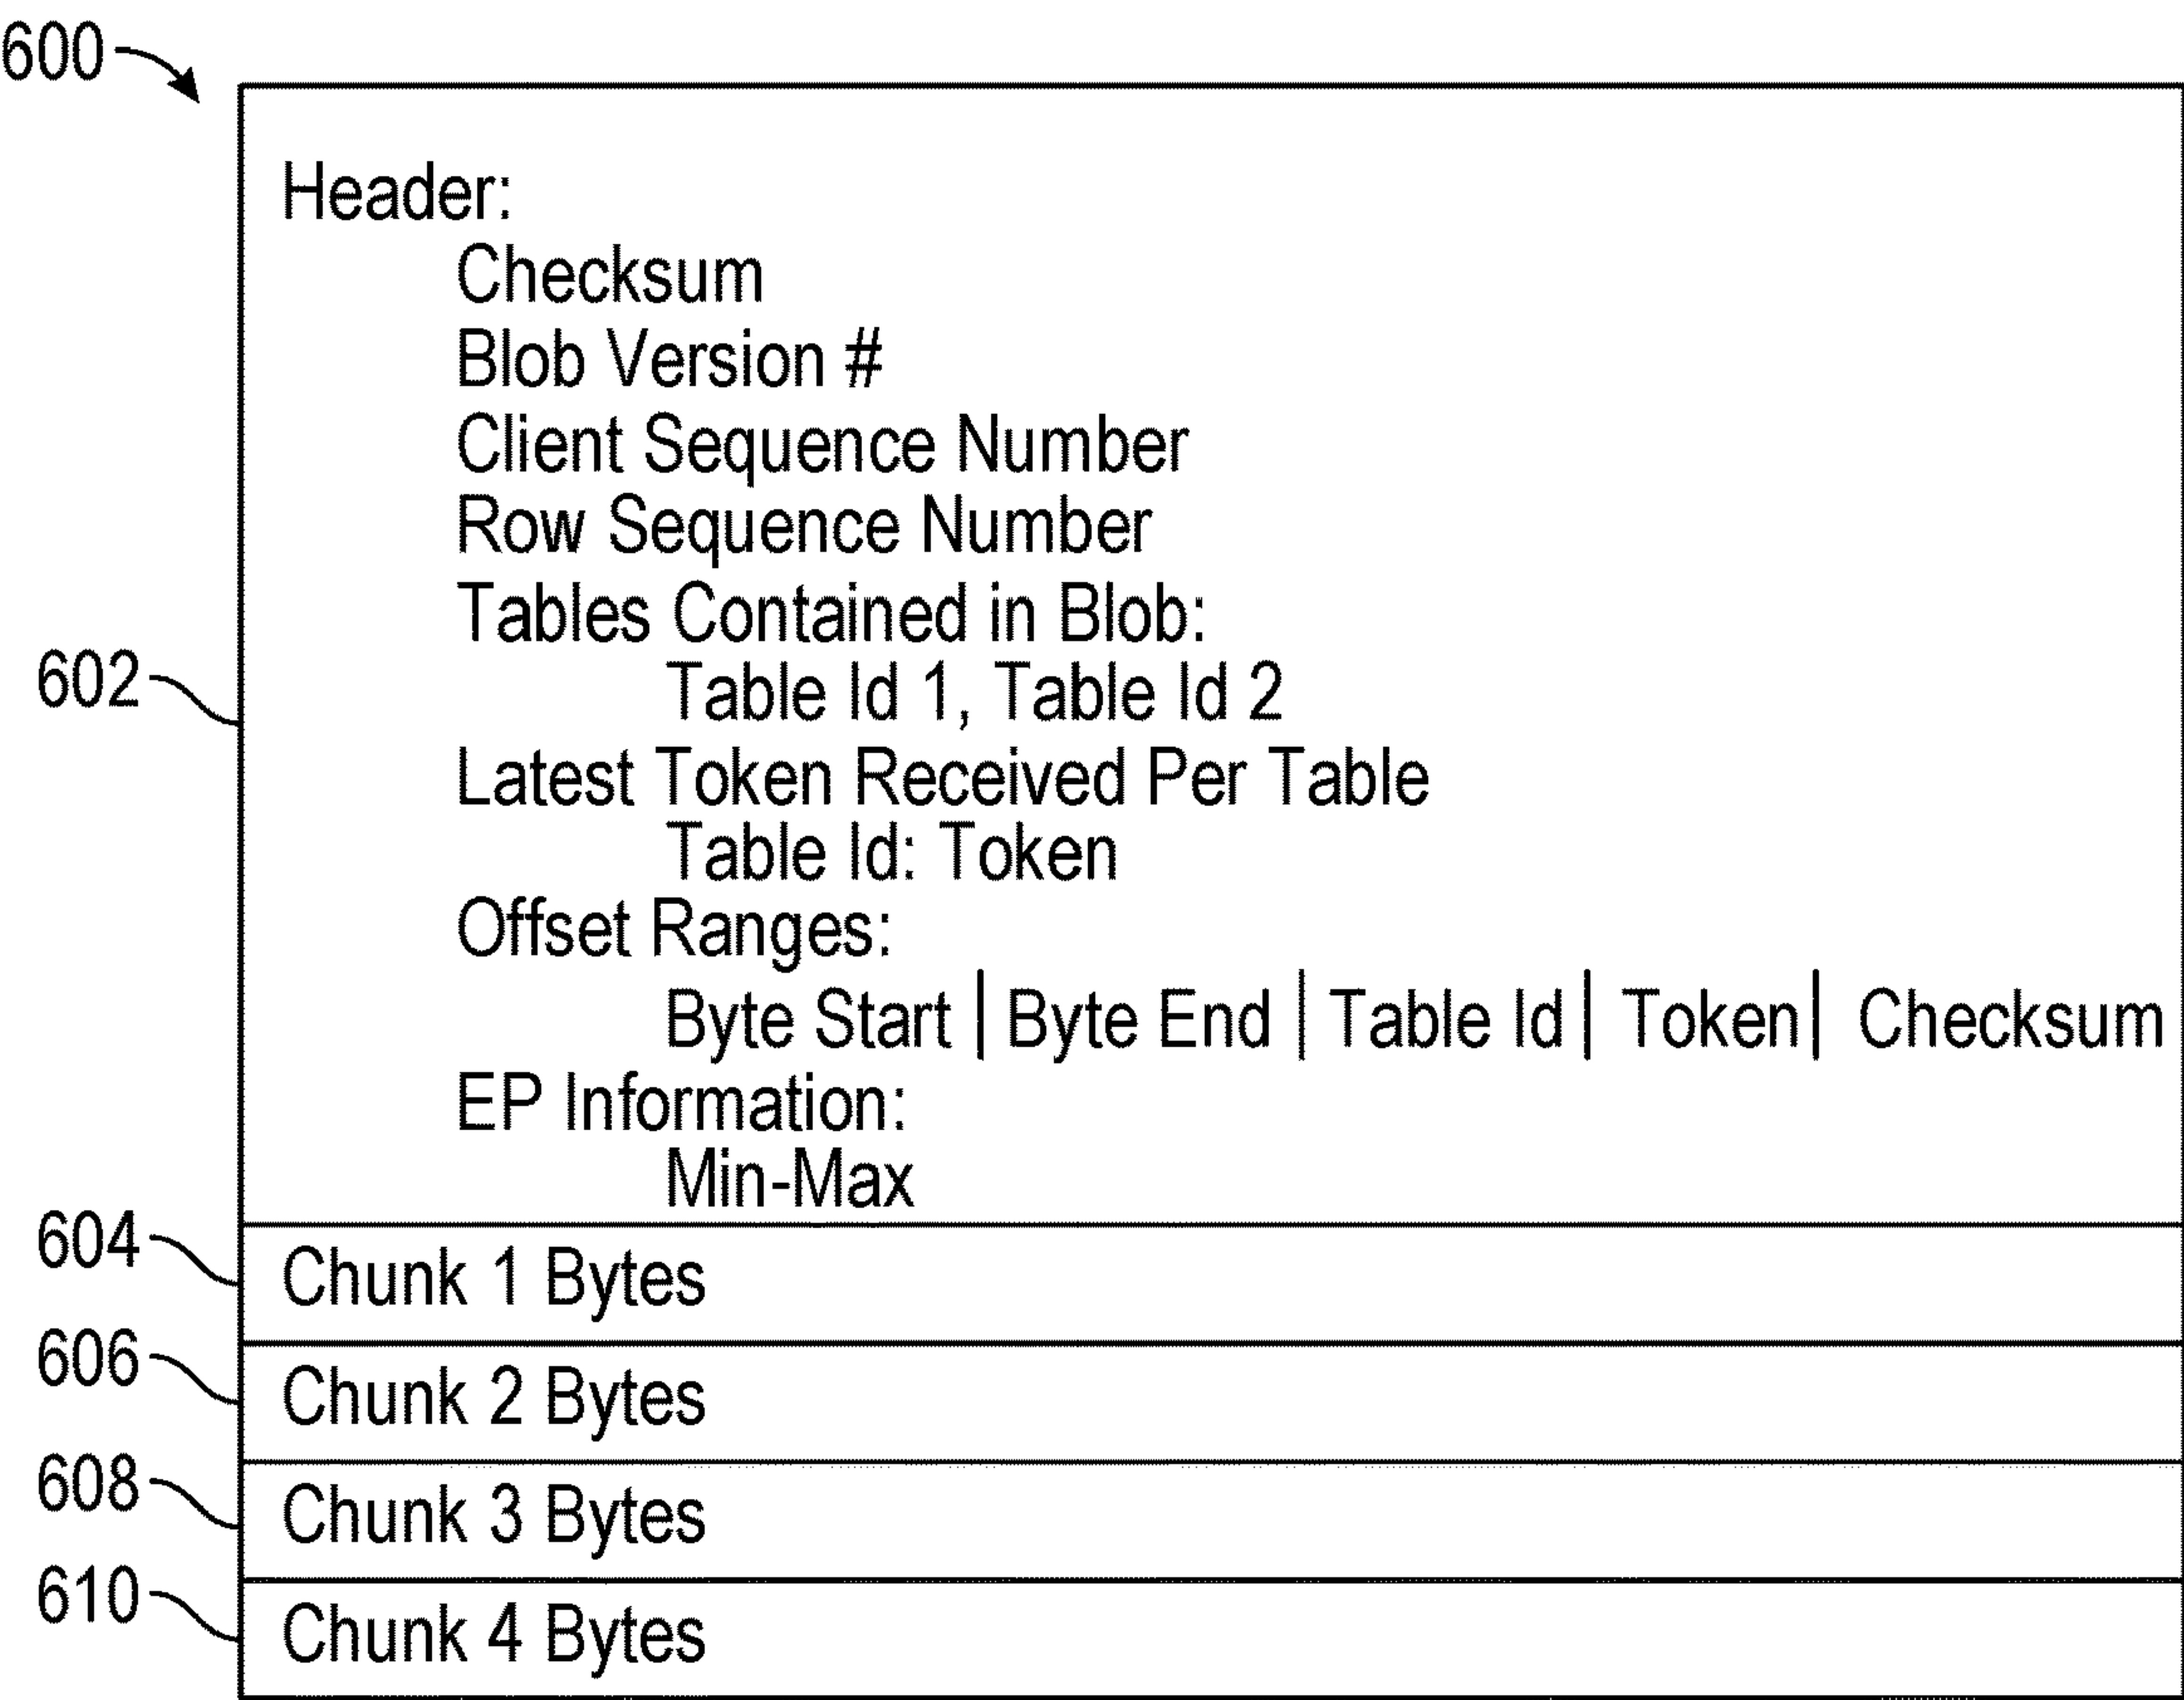 600
Header:
Checksum
Blob Version #
Client Sequence Number
Row Sequence Number
Tables Contained in Blob:
602
Table Id 1, Table Id 2
Latest Token Received Per Table
Table Id: Token
Offset Ranges:
Byte Start | Byte End | Table Id | Token | Checksum
EP Information:
Min-Max
604
Chunk 1 Bytes
606
Chunk 2 Bytes
608
Chunk 3 Bytes
610
Chunk 4 Bytes